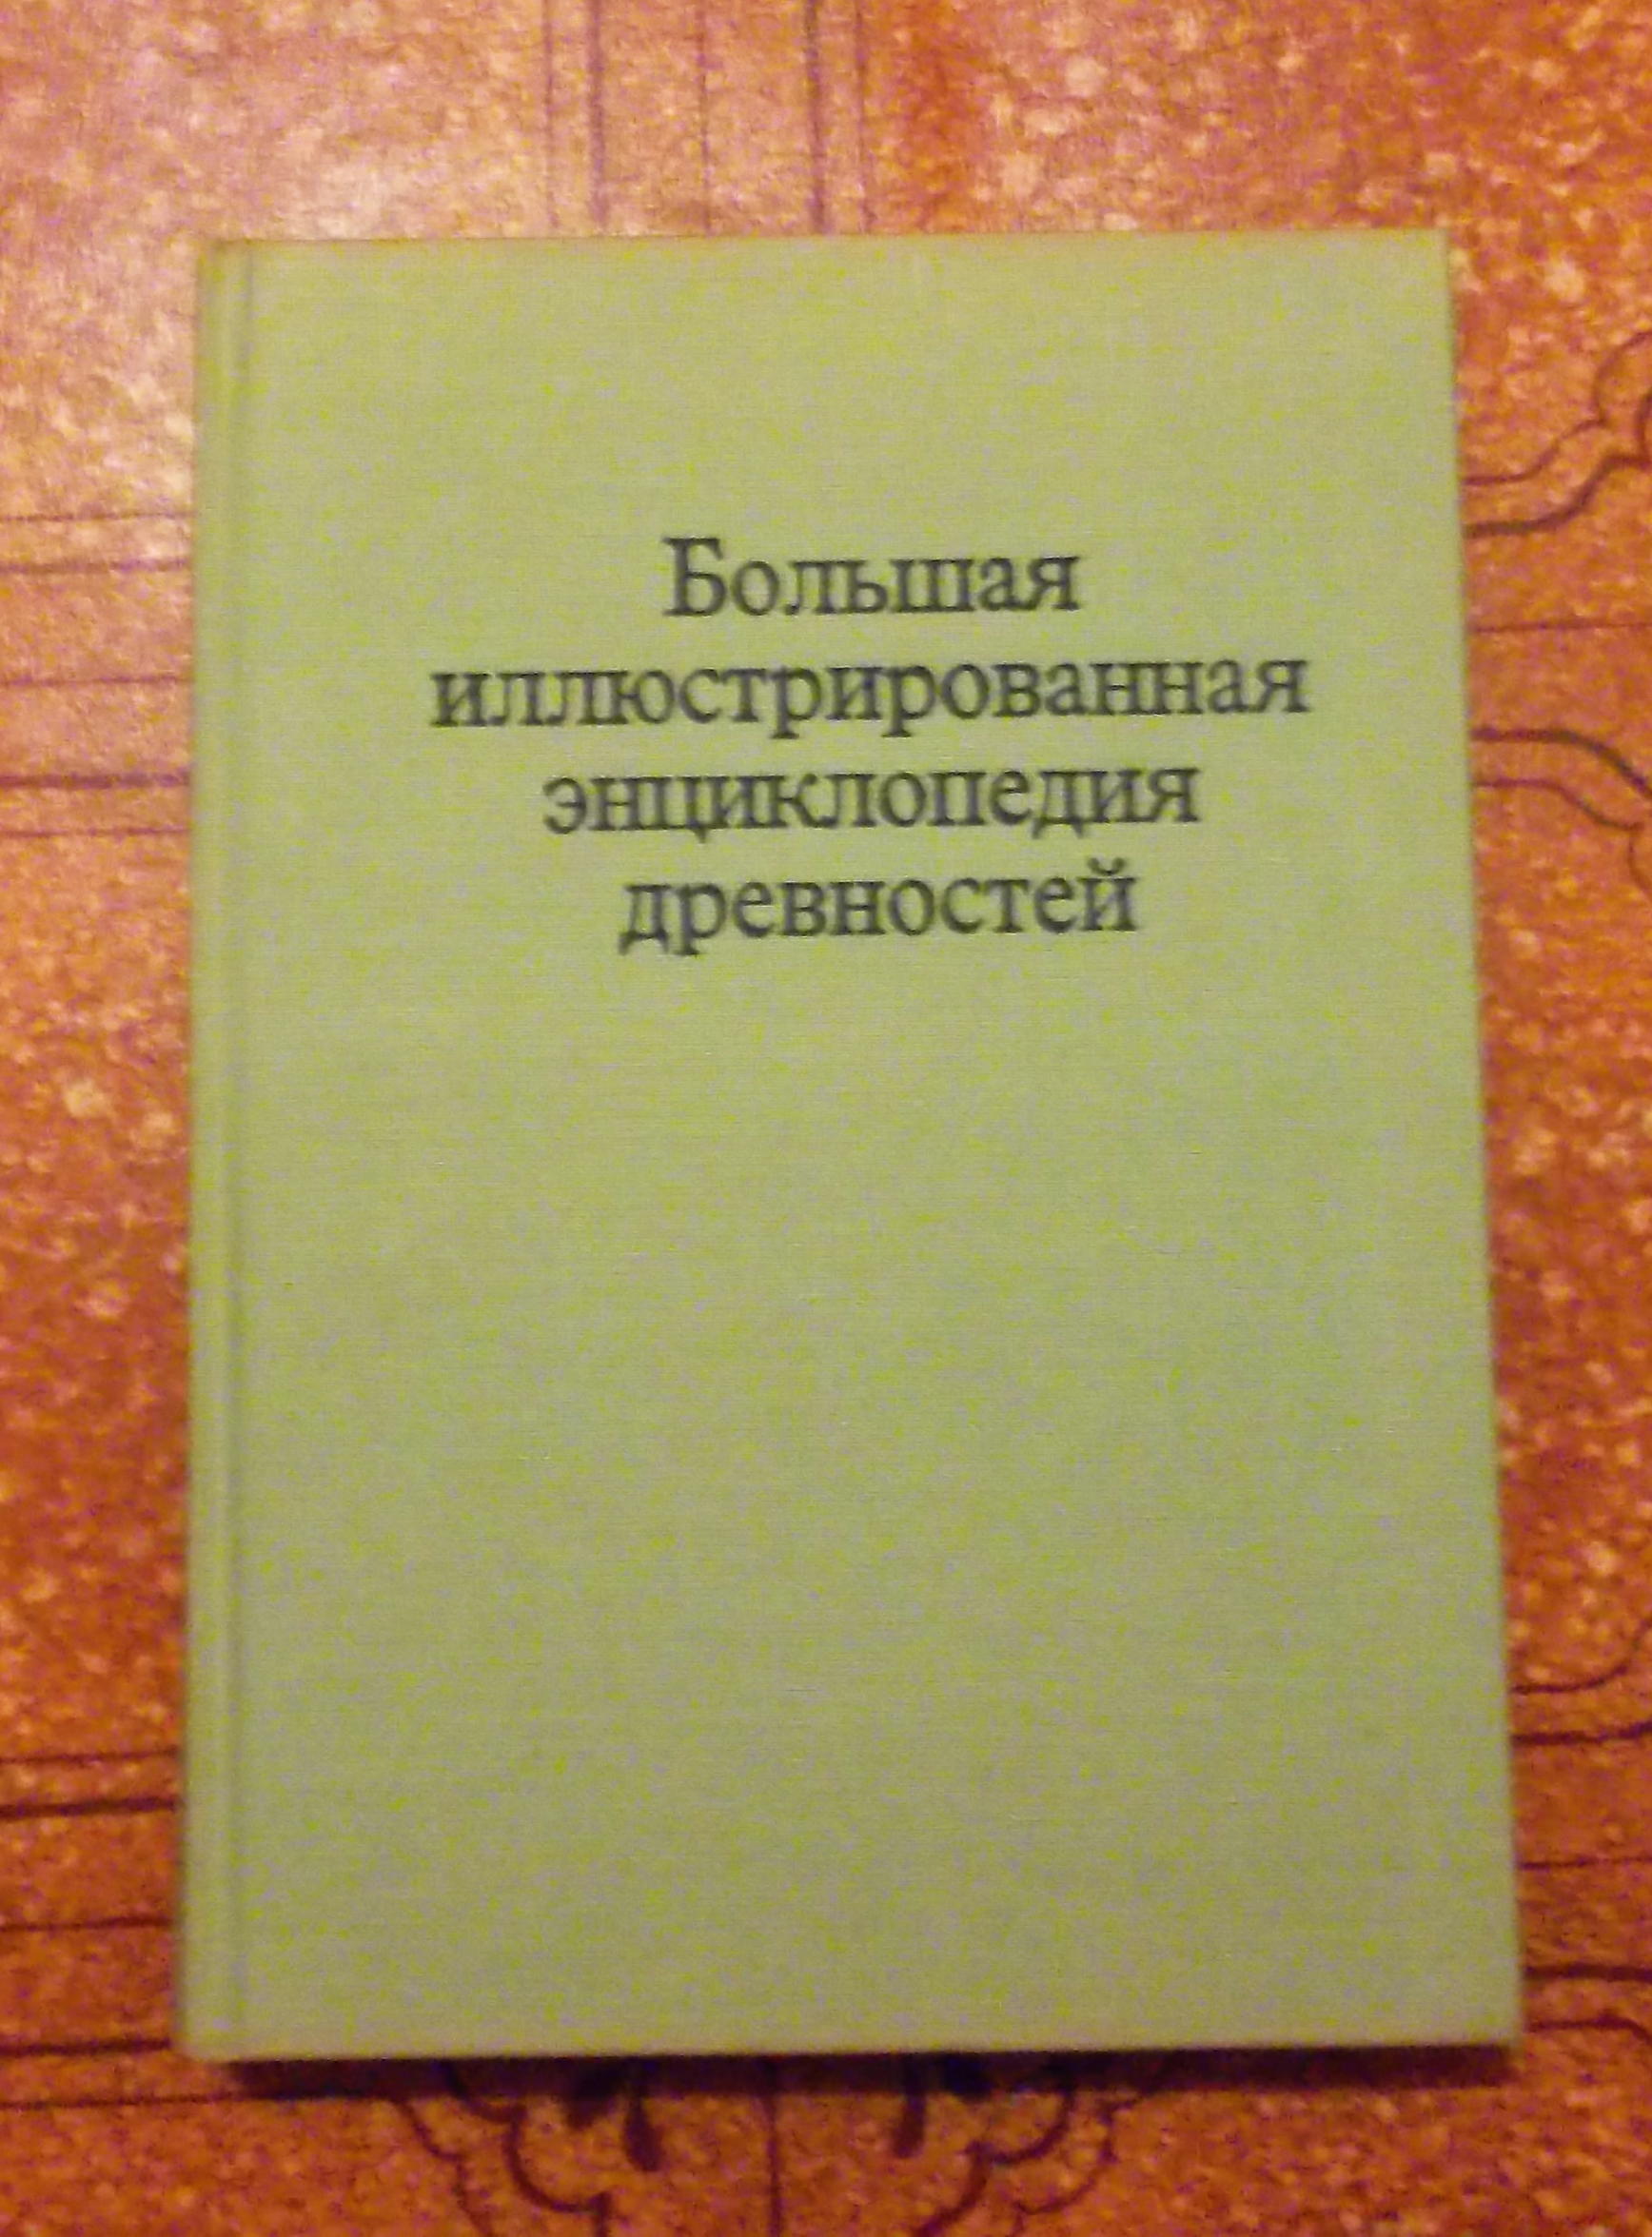 Большая
иллюстрированная
энциклопедия
древностей